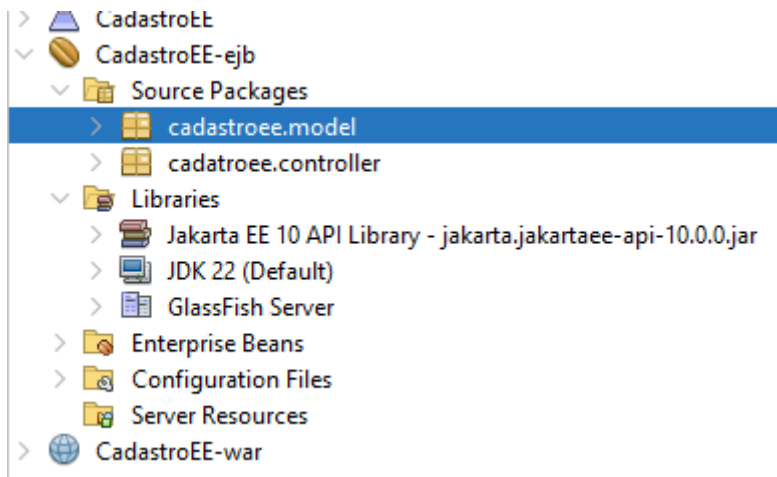 CadastroEE
CadastroEE-ejb
Source Packages
cadastroee.model
cadatroee.controller
Libraries
Jakarta EE 10 API Library - jakarta.jakartaee-api-10.0.0.jar
JDK 22 (Default)
GlassFish Server
Enterprise Beans
Configuration Files
Server Resources
CadastroEE-war